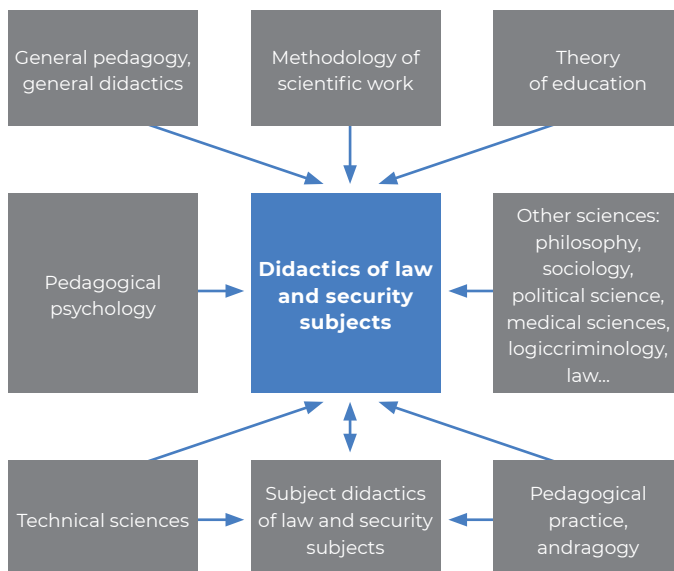 General pedagogy,
general didactics
Methodology of
scientific work
Theory
of education
Pedagogical
psychology
Didactics of law
and security
subjects
Other sciences:
philosophy,
sociology,
political science,
medical sciences,
logiccriminology,
law...
Technical sciences
Subject didactics
of law and security
subjects
Pedagogical
practice,
andragogy